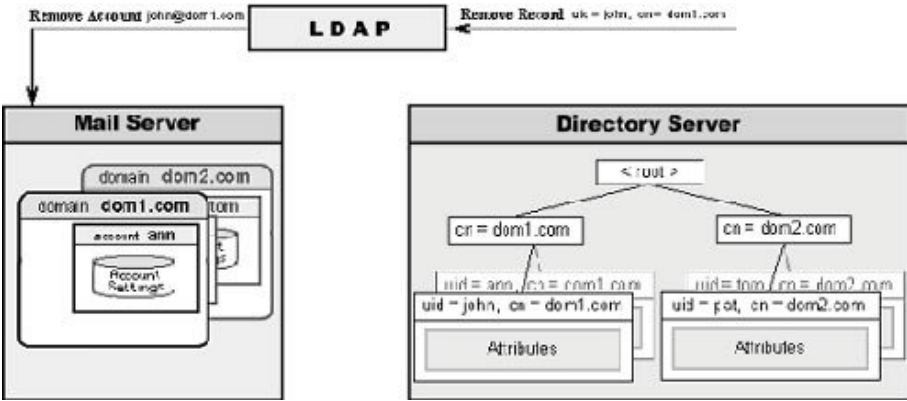 Remove Account john@dom1.com
LDAP
Remove Record uid = john, cn= dom1.com
Mail Server
domain dom2.com
tom
domain dom1.com
account ann
Account
Settings
Directory Server
< root >
cn = dom1.com
cn = dom2.com
uid = ann, cn = dom1.com
uid = tom, cn = dom2.com
uid = john, cn = dom1.com
uid = pat, cn = dom2.com
Attributes
Attributes